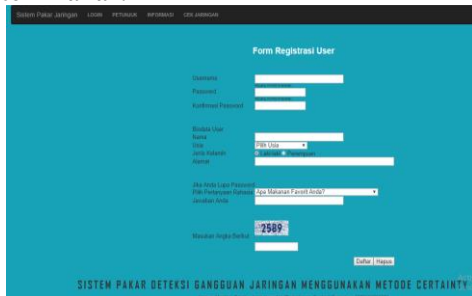 Sistem Pakar Jaringan LOGIN PETUNJUK INFORMASI CEK JARINGAN
Form Registrasi User
Username
Password
Konfirmasi Password
Biodata User
Nama
Usia Pilih Usia
Jenis Kelamin Laki-laki Perempuan
Alamat
Jika Anda Lupa Password
Pilih Pertanyaan Rahasia Apa Makanan Favorit Anda?
Jawaban Anda
2589
Masukan Angka Berikut
Daftar Hapus
SISTEM PAKAR DETEKSI GANGGUAN JARINGAN MENGGUNAKAN METODE CERTAINTY